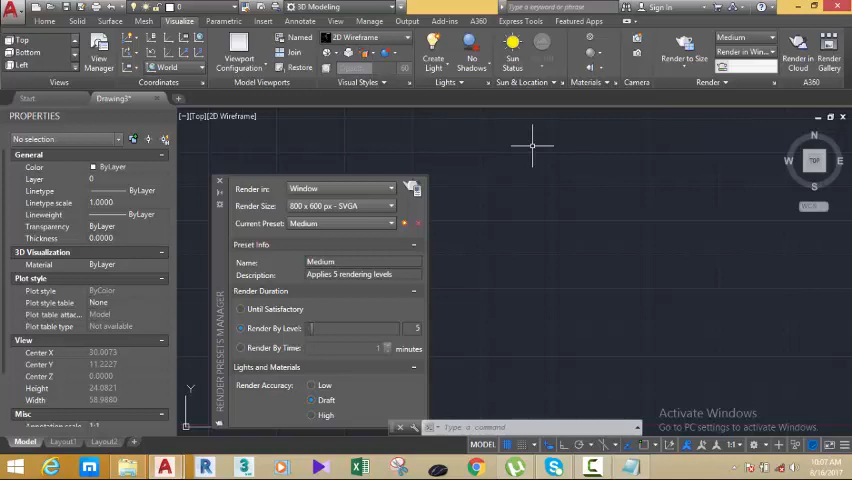 3D Modeling
Type a keyword or phrase
Sign In
Home
Solid
Surface
Mesh
Visualize
Parametric
Insert
Annotate
View
Manage
Output
Add-ins
A360
Express Tools
Featured Apps
Top
Bottom
Left
View
Manager
Views
World
Coordinates
Viewport
Configuration
Named
Join
Restore
Model Viewports
2D Wireframe
Opacity
60
Visual Styles
Create
Light
No
Shadows
Lights
Sun
Status
Sun & Location
Materials
Camera
Render to Size
Medium
Render in Win...
Render
Render in
Cloud
Render
Gallery
A360
Start
Drawing3*
PROPERTIES
No selection
General
Color ByLayer
Layer 0
Linetype ByLayer
Linetype scale 1.0000
Lineweight ByLayer
Transparency ByLayer
Thickness 0.0000
3D Visualization
Material ByLayer
Plot style
Plot style ByColor
Plot style table None
Plot table attac... Model
Plot table type Not available
View
Center X 30.0073
Center Y 11.2227
Center Z 0.0000
Height 24.0821
Width 58.9880
Misc
Annotation scale 1:1
[−][Top][2D Wireframe]
N
W TOP E
S
WCS
RENDER PRESETS MANAGER
Render in: Window
Render Size: 800 x 600 px - SVGA
Current Preset: Medium
Preset Info
Name: Medium
Description: Applies 5 rendering levels
Render Duration
Until Satisfactory
Render By Level: 5
Render By Time: 1 minutes
Lights and Materials
Render Accuracy: Low
Draft
High
Y
Type a command
Activate Windows
Go to PC settings to activate Windows.
Model
Layout1
Layout2
MODEL
1:1
10:07 AM
8/16/2017